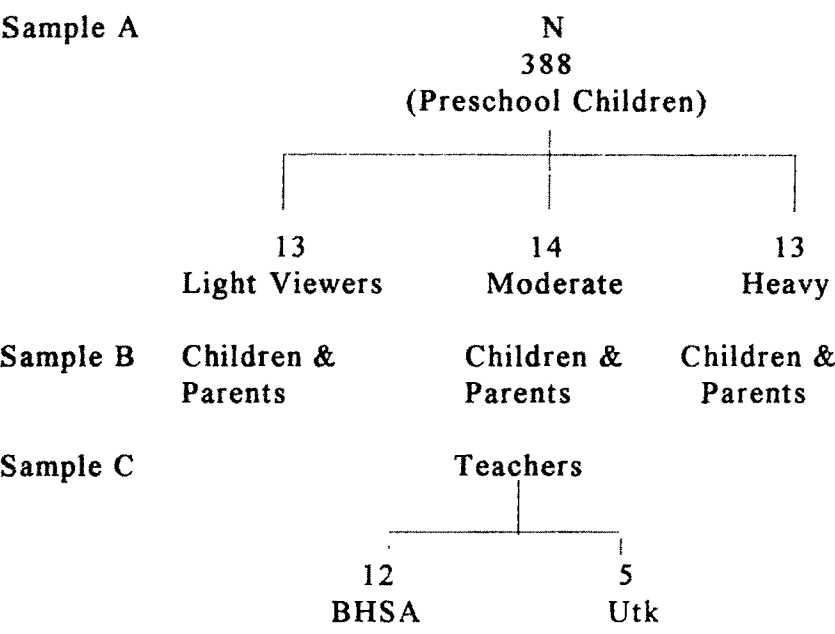 Sample A N
388
(Preschool Children)
13 14 13
Light Viewers Moderate Heavy
Sample B Children & Children & Children &
Parents Parents Parents
Sample C Teachers
12 5
BHSA Utk